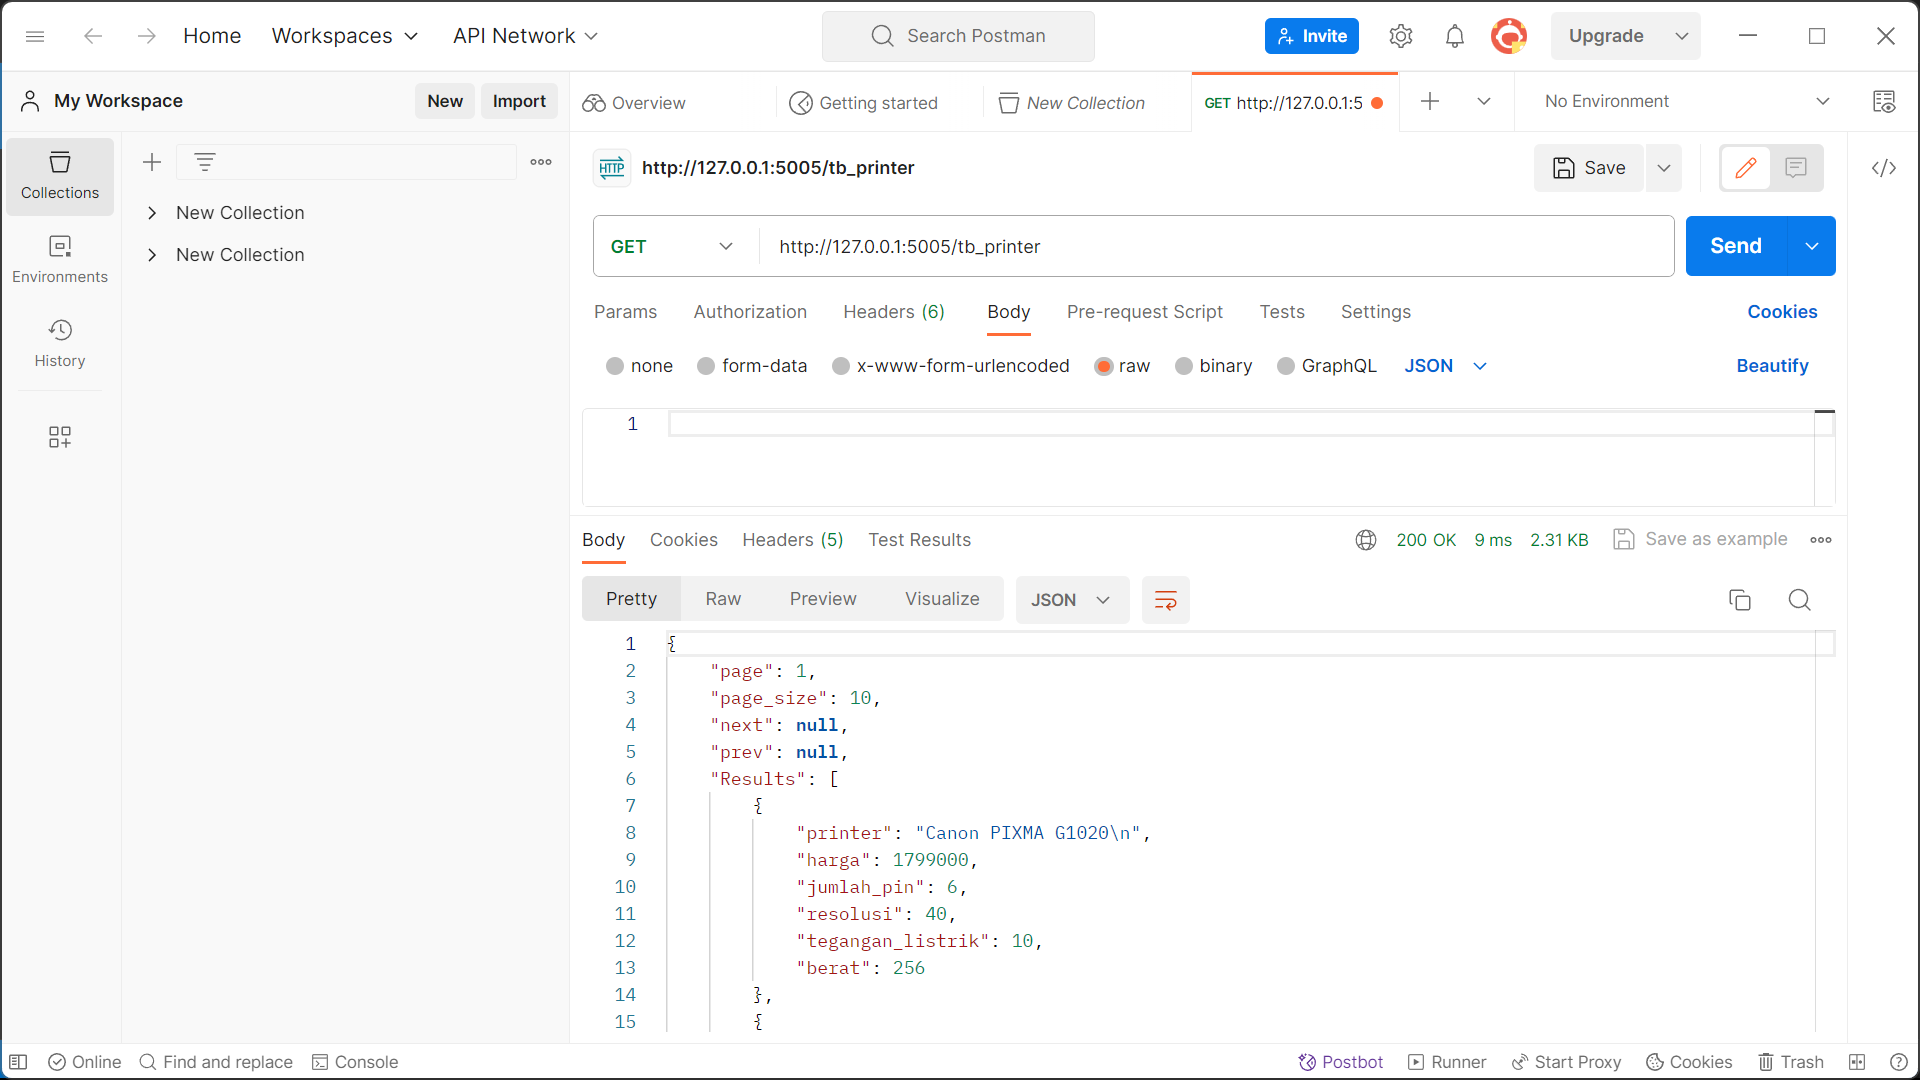 Home Workspaces API Network Search Postman Invite Upgrade
My Workspace New Import Overview Getting started New Collection GET http://127.0.0.1:5 No Environment
Collections
Environments
History
New Collection
New Collection
HTTP http://127.0.0.1:5005/tb_printer Save
GET http://127.0.0.1:5005/tb_printer Send
Params Authorization Headers (6) Body Pre-request Script Tests Settings Cookies
none form-data x-www-form-urlencoded raw binary GraphQL JSON Beautify
1
Body Cookies Headers (5) Test Results 200 OK 9 ms 2.31 KB Save as example
Pretty Raw Preview Visualize JSON
1 {
2 "page": 1,
3 "page_size": 10,
4 "next": null,
5 "prev": null,
6 "Results": [
7 {
8 "printer": "Canon PIXMA G1020\n",
9 "harga": 1799000,
10 "jumlah_pin": 6,
11 "resolusi": 40,
12 "tegangan_listrik": 10,
13 "berat": 256
14 },
15 {
Online Find and replace Console Postbot Runner Start Proxy Cookies Trash